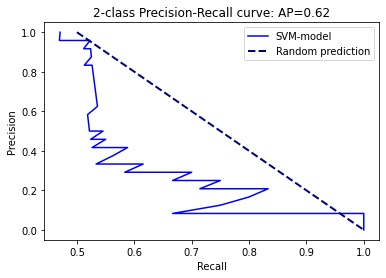 2-class Precision-Recall curve: AP=0.62
SVM-model
Random prediction
Precision
1.0
0.8
0.6
0.4
0.2
0.0
0.5
0.6
0.7
0.8
0.9
1.0
Recall